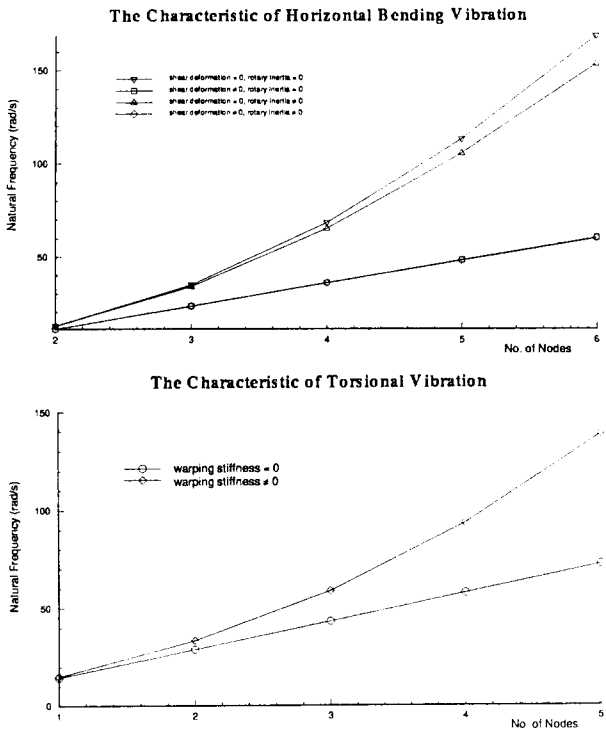 The Characteristic of Horizontal Bending Vibration
150
100
50
Natural Frequency (rad/s)
shear deformation = 0, rotary inertia = 0
shear deformation ≠ 0, rotary inertia = 0
shear deformation = 0, rotary inertia ≠ 0
shear deformation ≠ 0, rotary inertia ≠ 0
2 3 4 5 6
No. of Nodes
The Characteristic of Torsional Vibration
150
100
50
0
Natural Frequency (rad/s)
warping stiffness = 0
warping stiffness ≠ 0
1 2 3 4 5
No. of Nodes